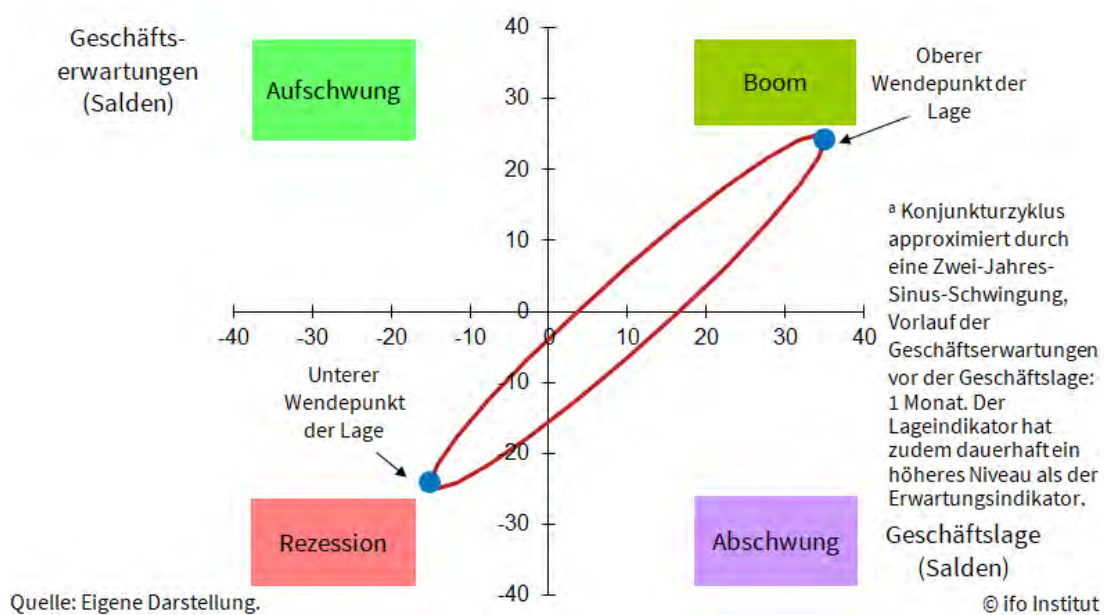 Geschäfts-
erwartungen
(Salden)
Aufschwung
Boom
Oberer
Wendepunkt der
Lage
40
30
20
10
0
-10
-20
-30
-40
-40
-30
-20
-10
0
10
20
30
40
Unterer
Wendepunkt
der Lage
a Konjunkturzyklus
approximiert durch
eine Zwei-Jahres-
Sinus-Schwingung,
Vorlauf der
Geschäftserwartungen
vor der Geschäftslage:
1 Monat. Der
Lageindikator hat
zudem dauerhaft ein
höheres Niveau als der
Erwartungsindikator.
Rezession
Abschwung
Geschäftslage
(Salden)
Quelle: Eigene Darstellung.
© ifo Institut